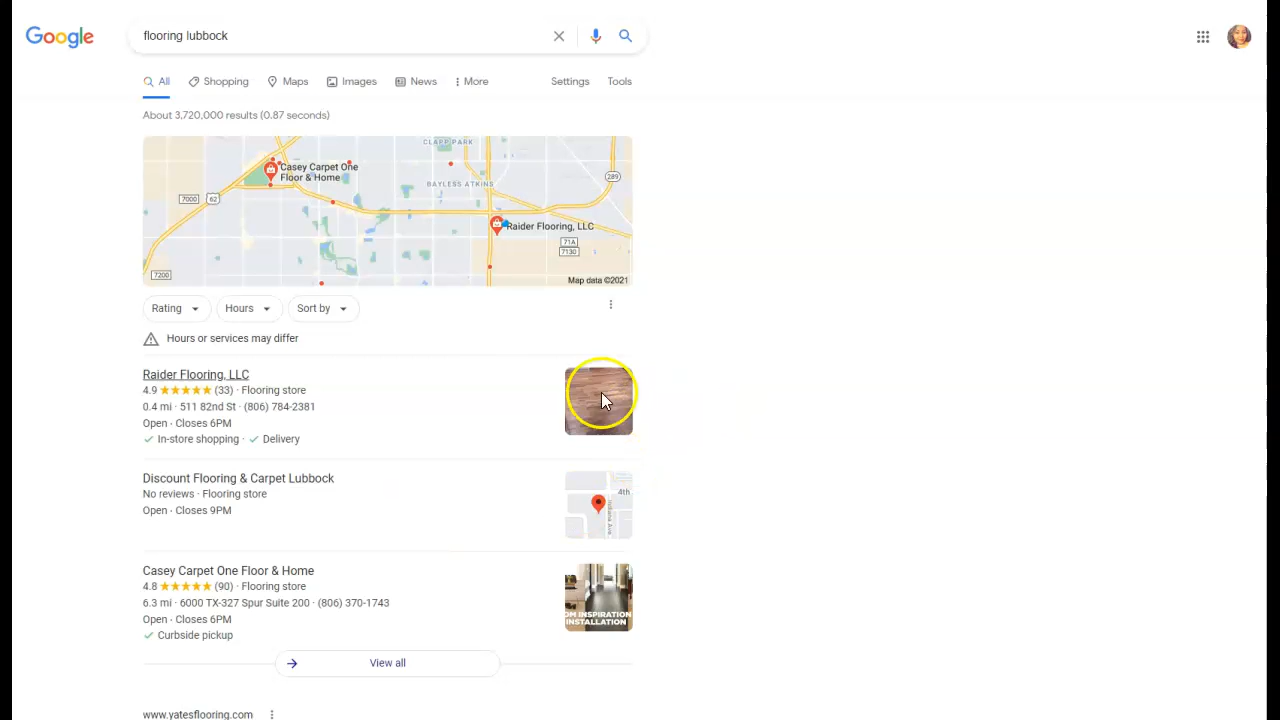 Google
flooring lubbock
All Shopping Maps Images News More Settings Tools
About 3,720,000 results (0.87 seconds)
CLAPP PARK
Casey Carpet One
Floor & Home
289
BAYLESS ATKINS
7000 62
Raider Flooring, LLC
71A
7130
7200
Map data ©2021
Rating Hours Sort by
Hours or services may differ
Raider Flooring, LLC
4.9 (33) · Flooring store
0.4 mi · 511 82nd St · (806) 784-2381
Open · Closes 6PM
In-store shopping · Delivery
Discount Flooring & Carpet Lubbock
No reviews · Flooring store
Open · Closes 9PM
4th
Indiana Ave
Casey Carpet One Floor & Home
4.8 (90) · Flooring store
6.3 mi · 6000 TX-327 Spur Suite 200 · (806) 370-1743
Open · Closes 6PM
Curbside pickup
OM INSPIRATION
INSTALLATION
View all
www.yatesflooring.com